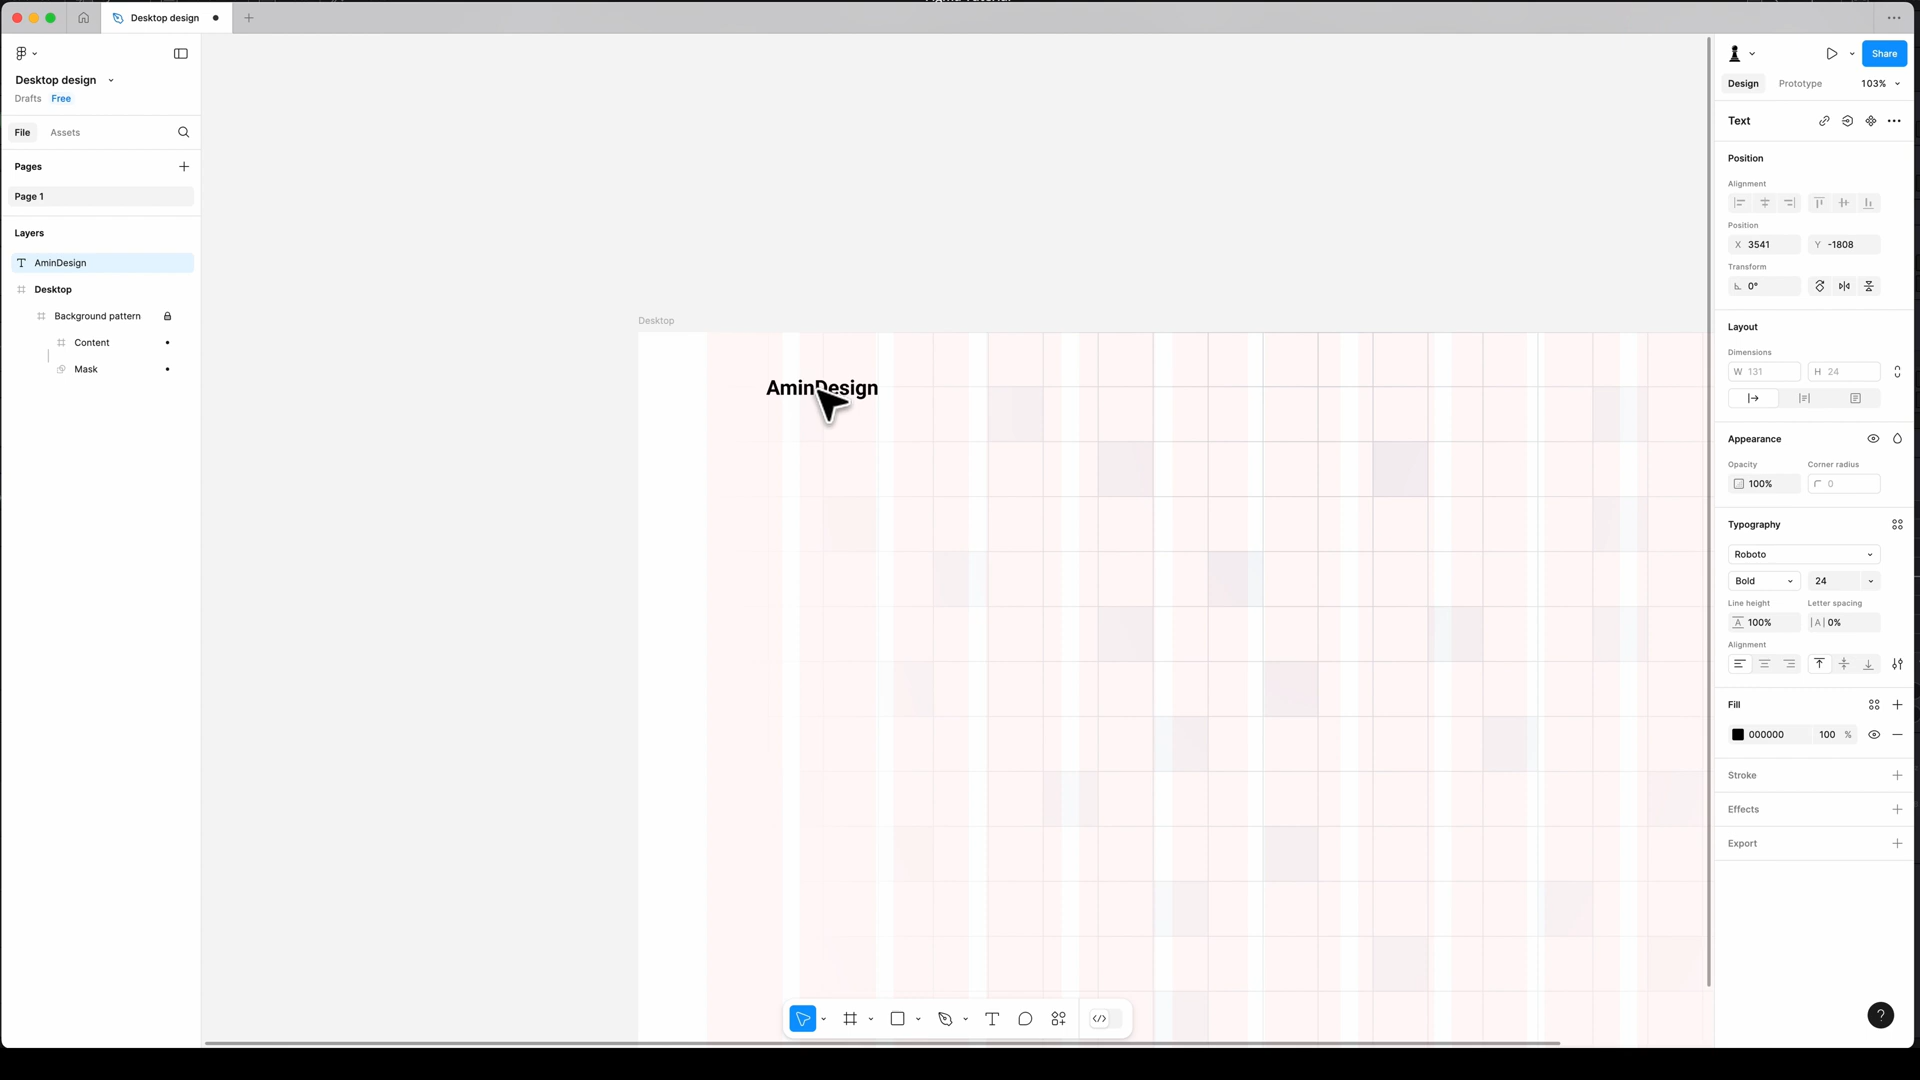 Desktop design
Desktop design
Drafts Free
File Assets
Pages
Page 1
Layers
AminDesign
Desktop
Background pattern
Content
Mask
Desktop
AminDesign
Share
Design Prototype 103%
Text
Position
Alignment
Position
X 3541 Y -1808
Transform
0°
Layout
Dimensions
W 131 H 24
Appearance
Opacity Corner radius
100% 0
Typography
Roboto
Bold 24
Line height Letter spacing
A 100% |A| 0%
Alignment
Fill
000000 100 %
Stroke
Effects
Export
?